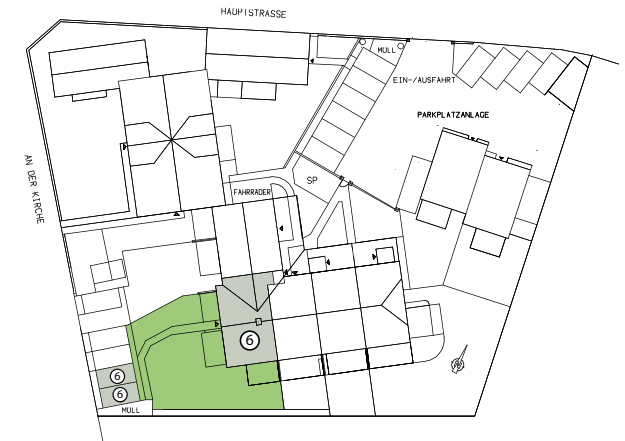 HAUPTSTRASSE
MÜLL
EIN-/AUSFAHRT
PARKPLATZANLAGE
AN DER KIRCHE
SP
FAHRRÄDER
6
6
6
MÜLL